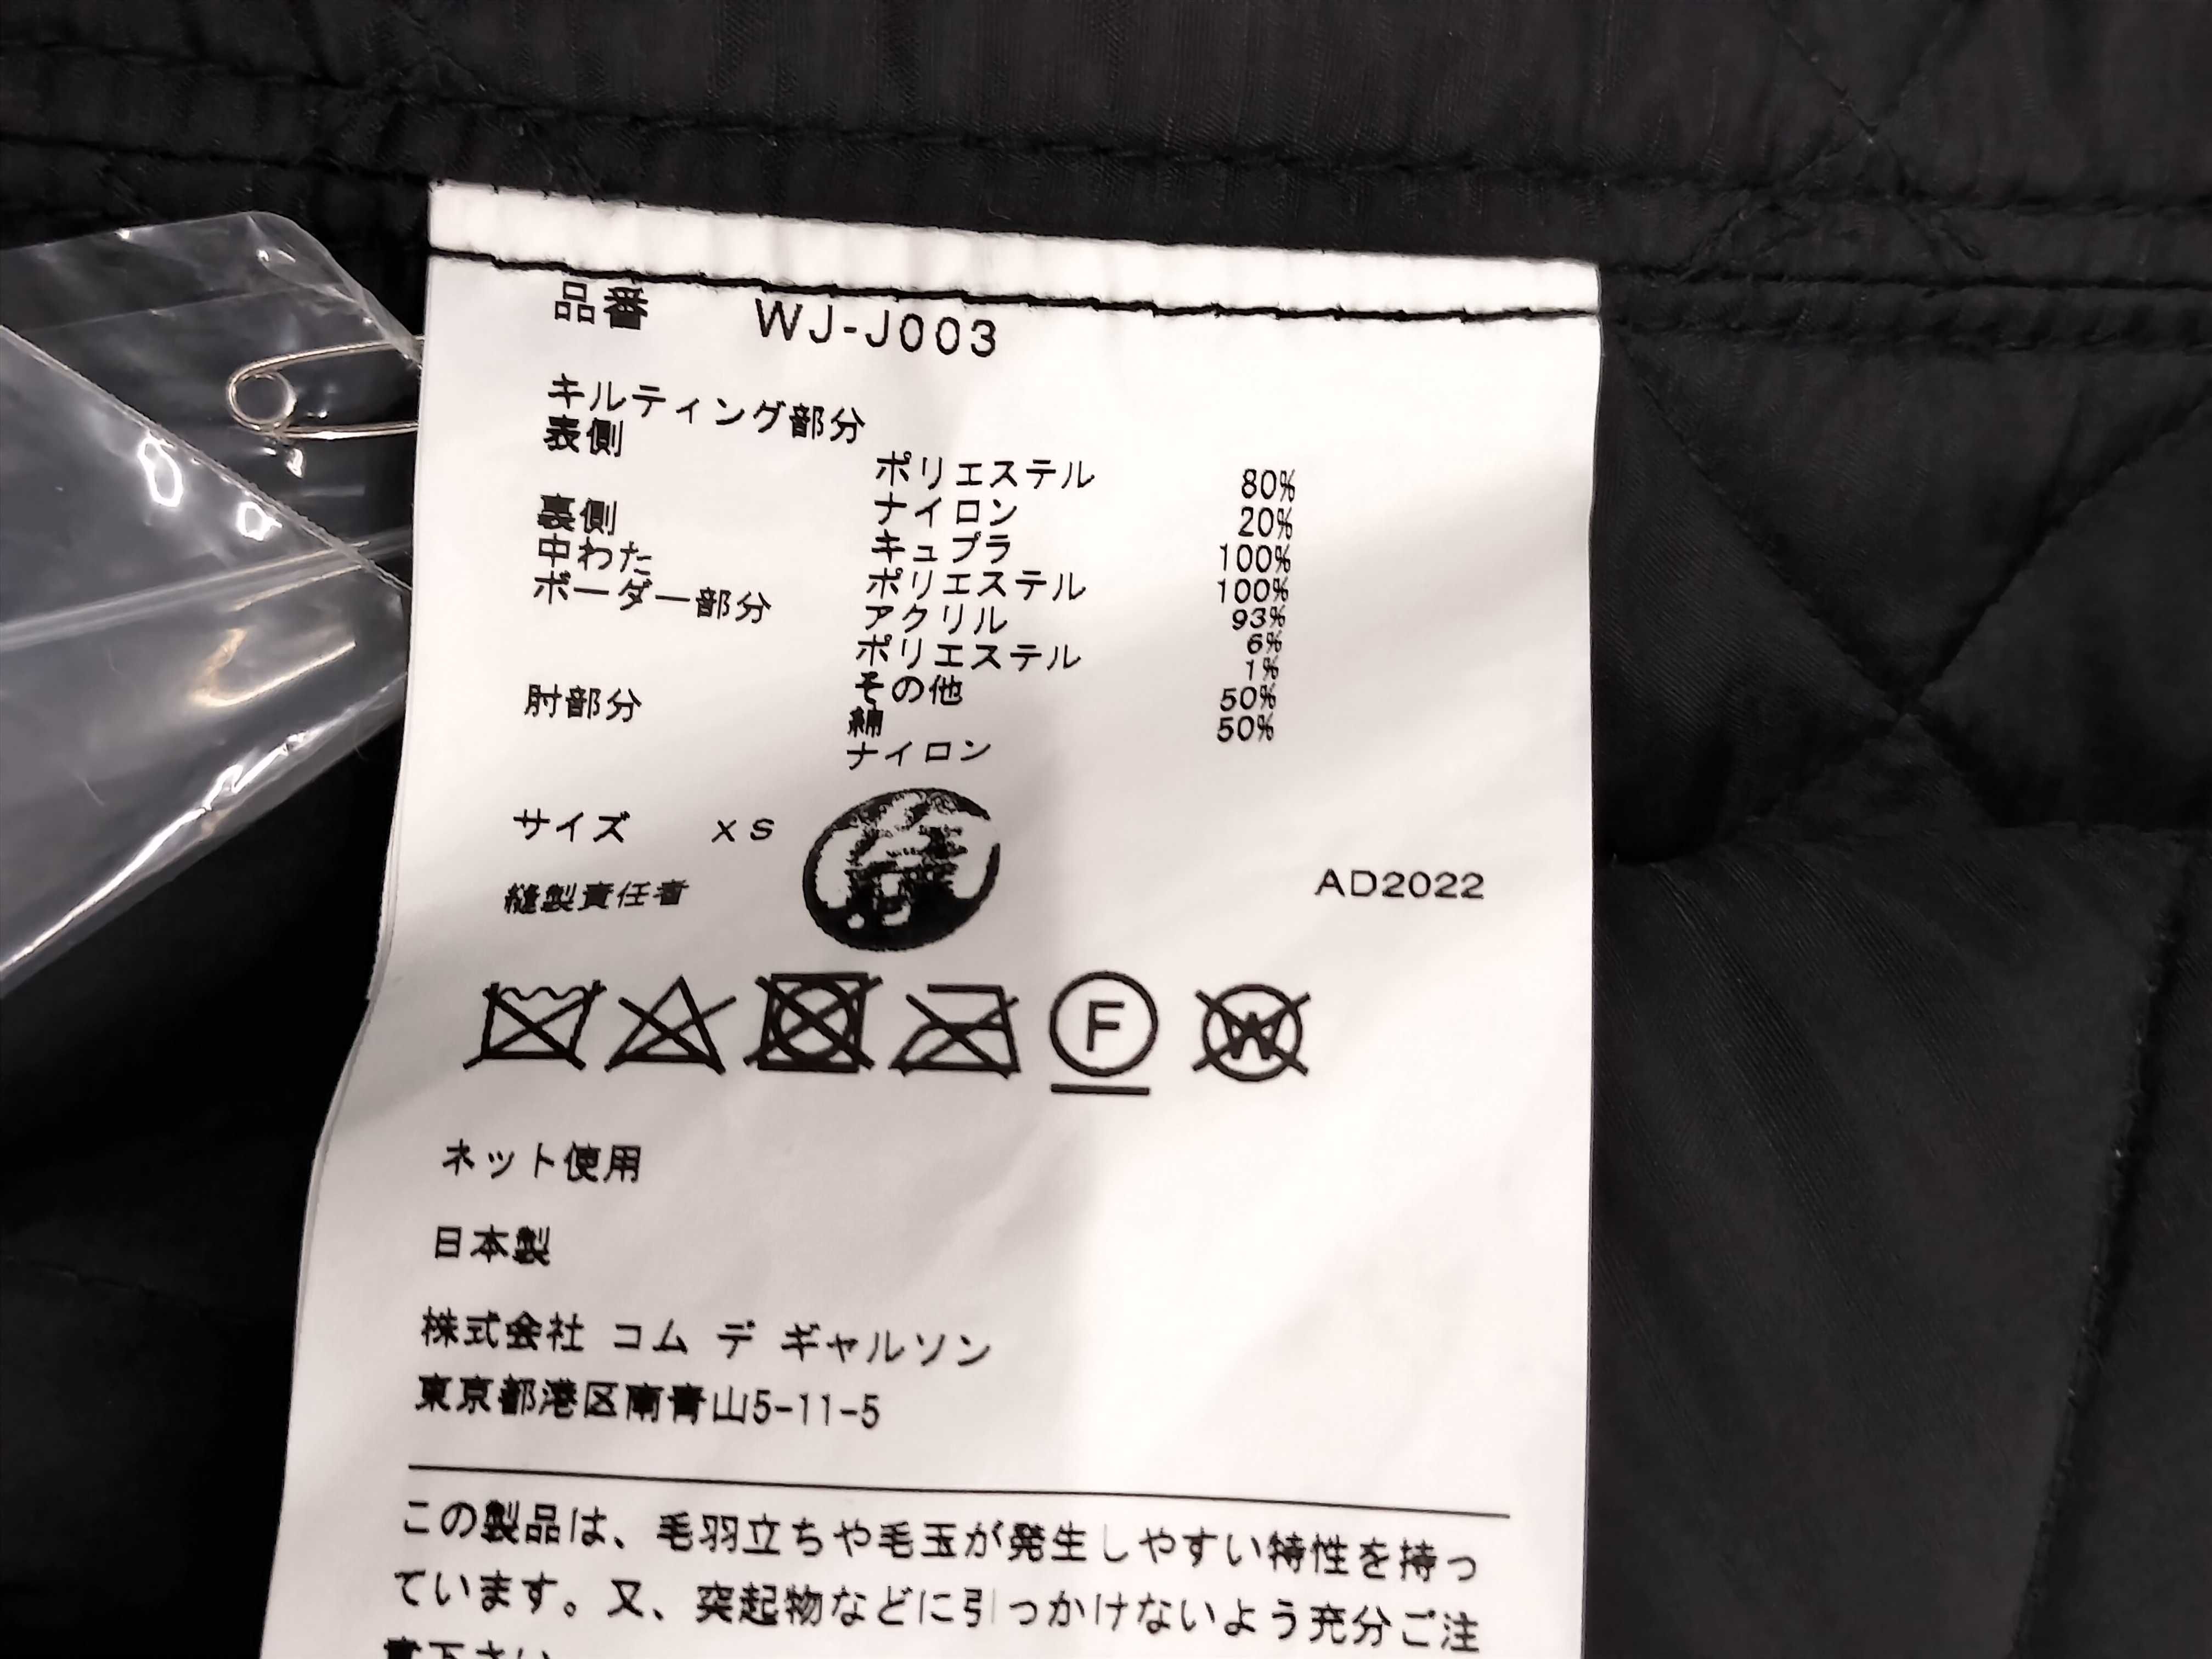 品番 WJ-J003
キルティング部分
表側 ポリエステル 80%
ナイロン 20%
裏側 キュプラ 100%
中わた ポリエステル 100%
ボーダー部分 アクリル 93%
ポリエステル 6%
その他 1%
肘部分 綿 50%
ナイロン 50%
サイズ XS
AD2022
縫製責任者
F W
ネット使用
日本製
株式会社 コム デ ギャルソン
東京都港区南青山5-11-5
この製品は、毛羽立ちや毛玉が発生しやすい特性を持っ
ています。又、突起物などに引っかけないよう充分ご注
意下さい